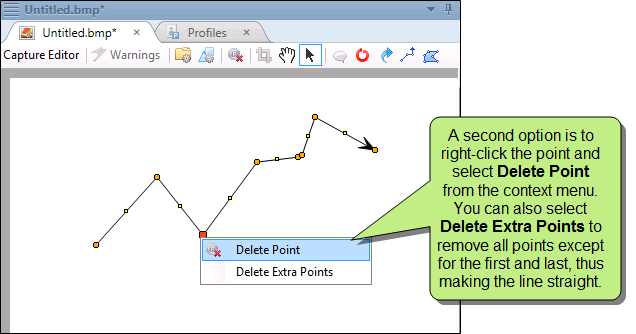 Untitled.bmp*
Untitled.bmp* Profiles
Capture Editor Warnings
A second option is to
right-click the point and
select Delete Point
from the context menu.
You can also select
Delete Extra Points to
remove all points except
for the first and last, thus
making the line straight.
Delete Point
Delete Extra Points